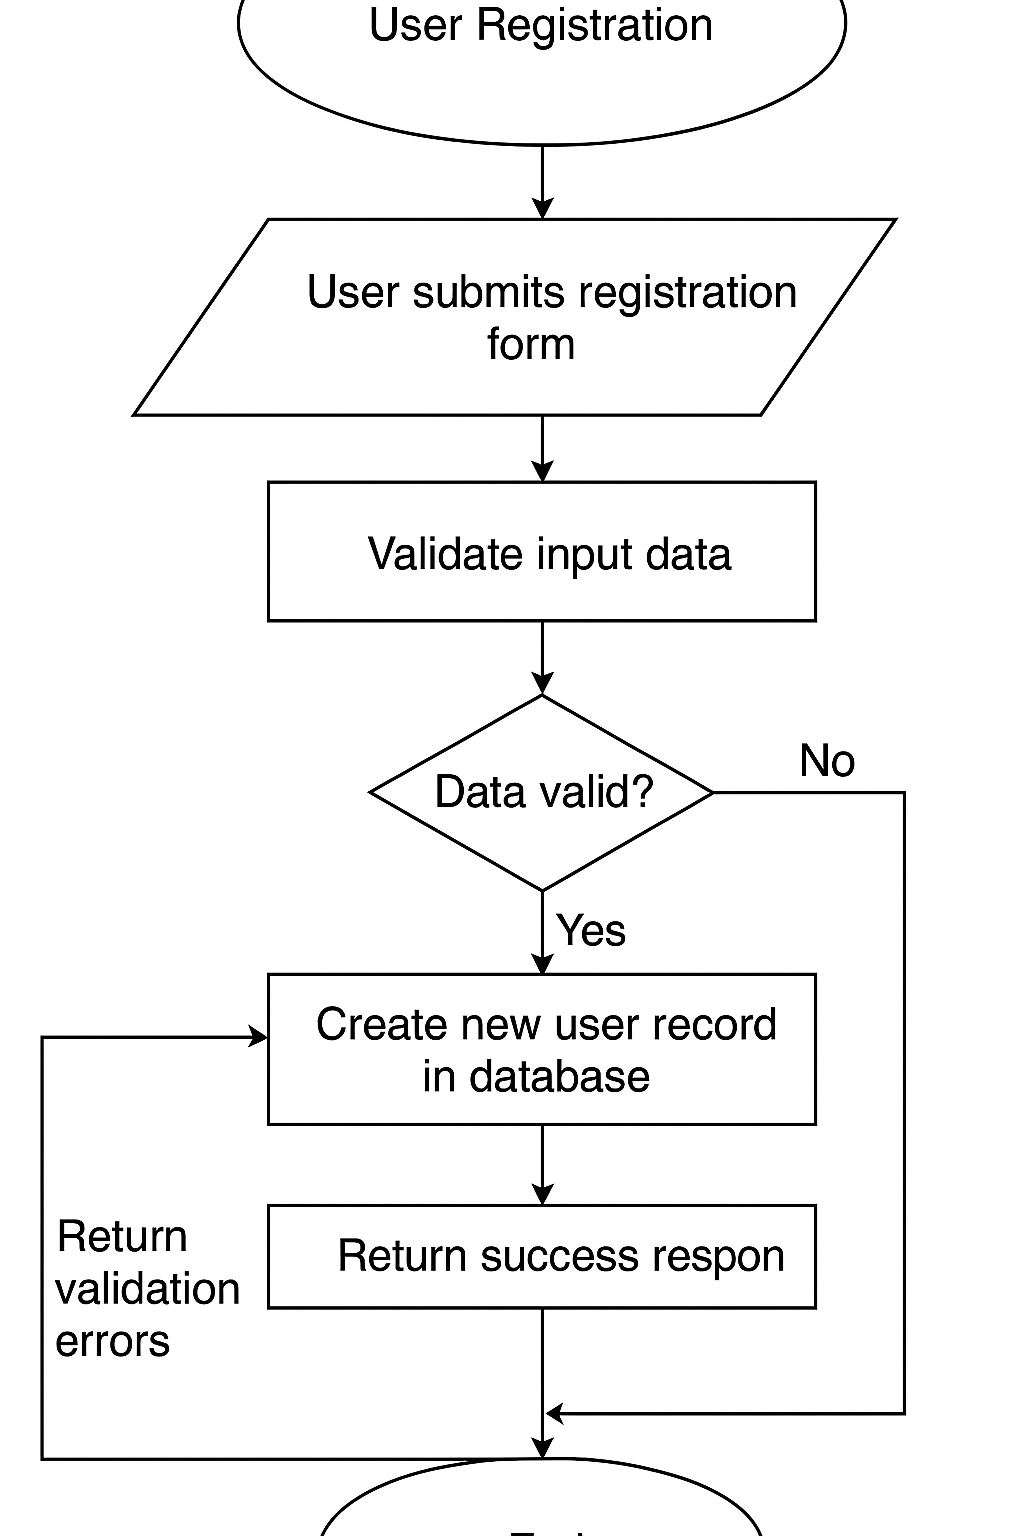 User Registration
User submits registration
form
Validate input data
Data valid?
No
Yes
Create new user record
in database
Return success respon
Return
validation
errors